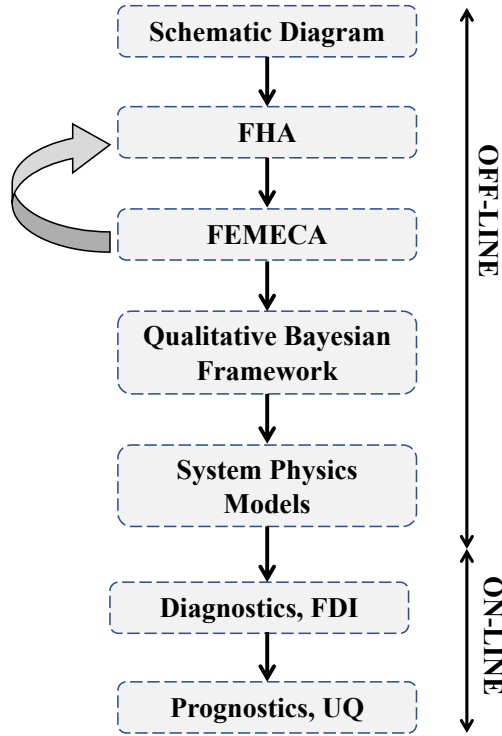 Schematic Diagram
FHA
FEMECA
Qualitative Bayesian
Framework
System Physics
Models
Diagnostics, FDI
Prognostics, UQ
OFF-LINE
ON-LINE